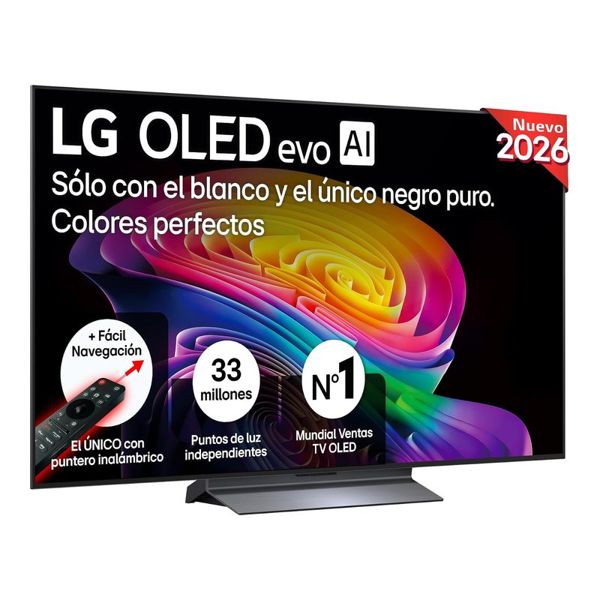 LG OLED evo AI
Nuevo
2026
Sólo con el blanco y el único negro puro.
Colores perfectos
+ Fácil
Navegación
El ÚNICO con
puntero inalámbrico
33
millones
Puntos de luz
independientes
Nº1
Mundial Ventas
TV OLED